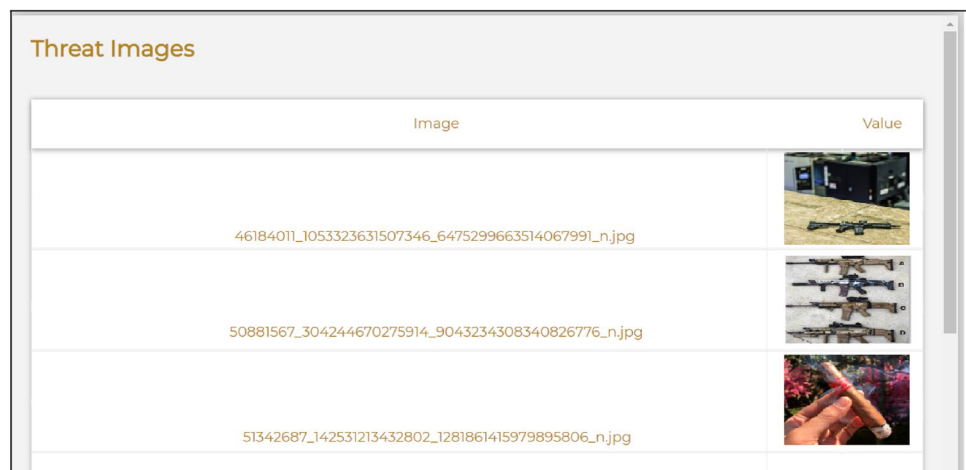 Threat Images
Image Value
46184011_1053323631507346_6475299663514067991_n.jpg
50881567_304244670275914_9043234308340826776_n.jpg
51342687_142531213432802_1281861415979895806_n.jpg